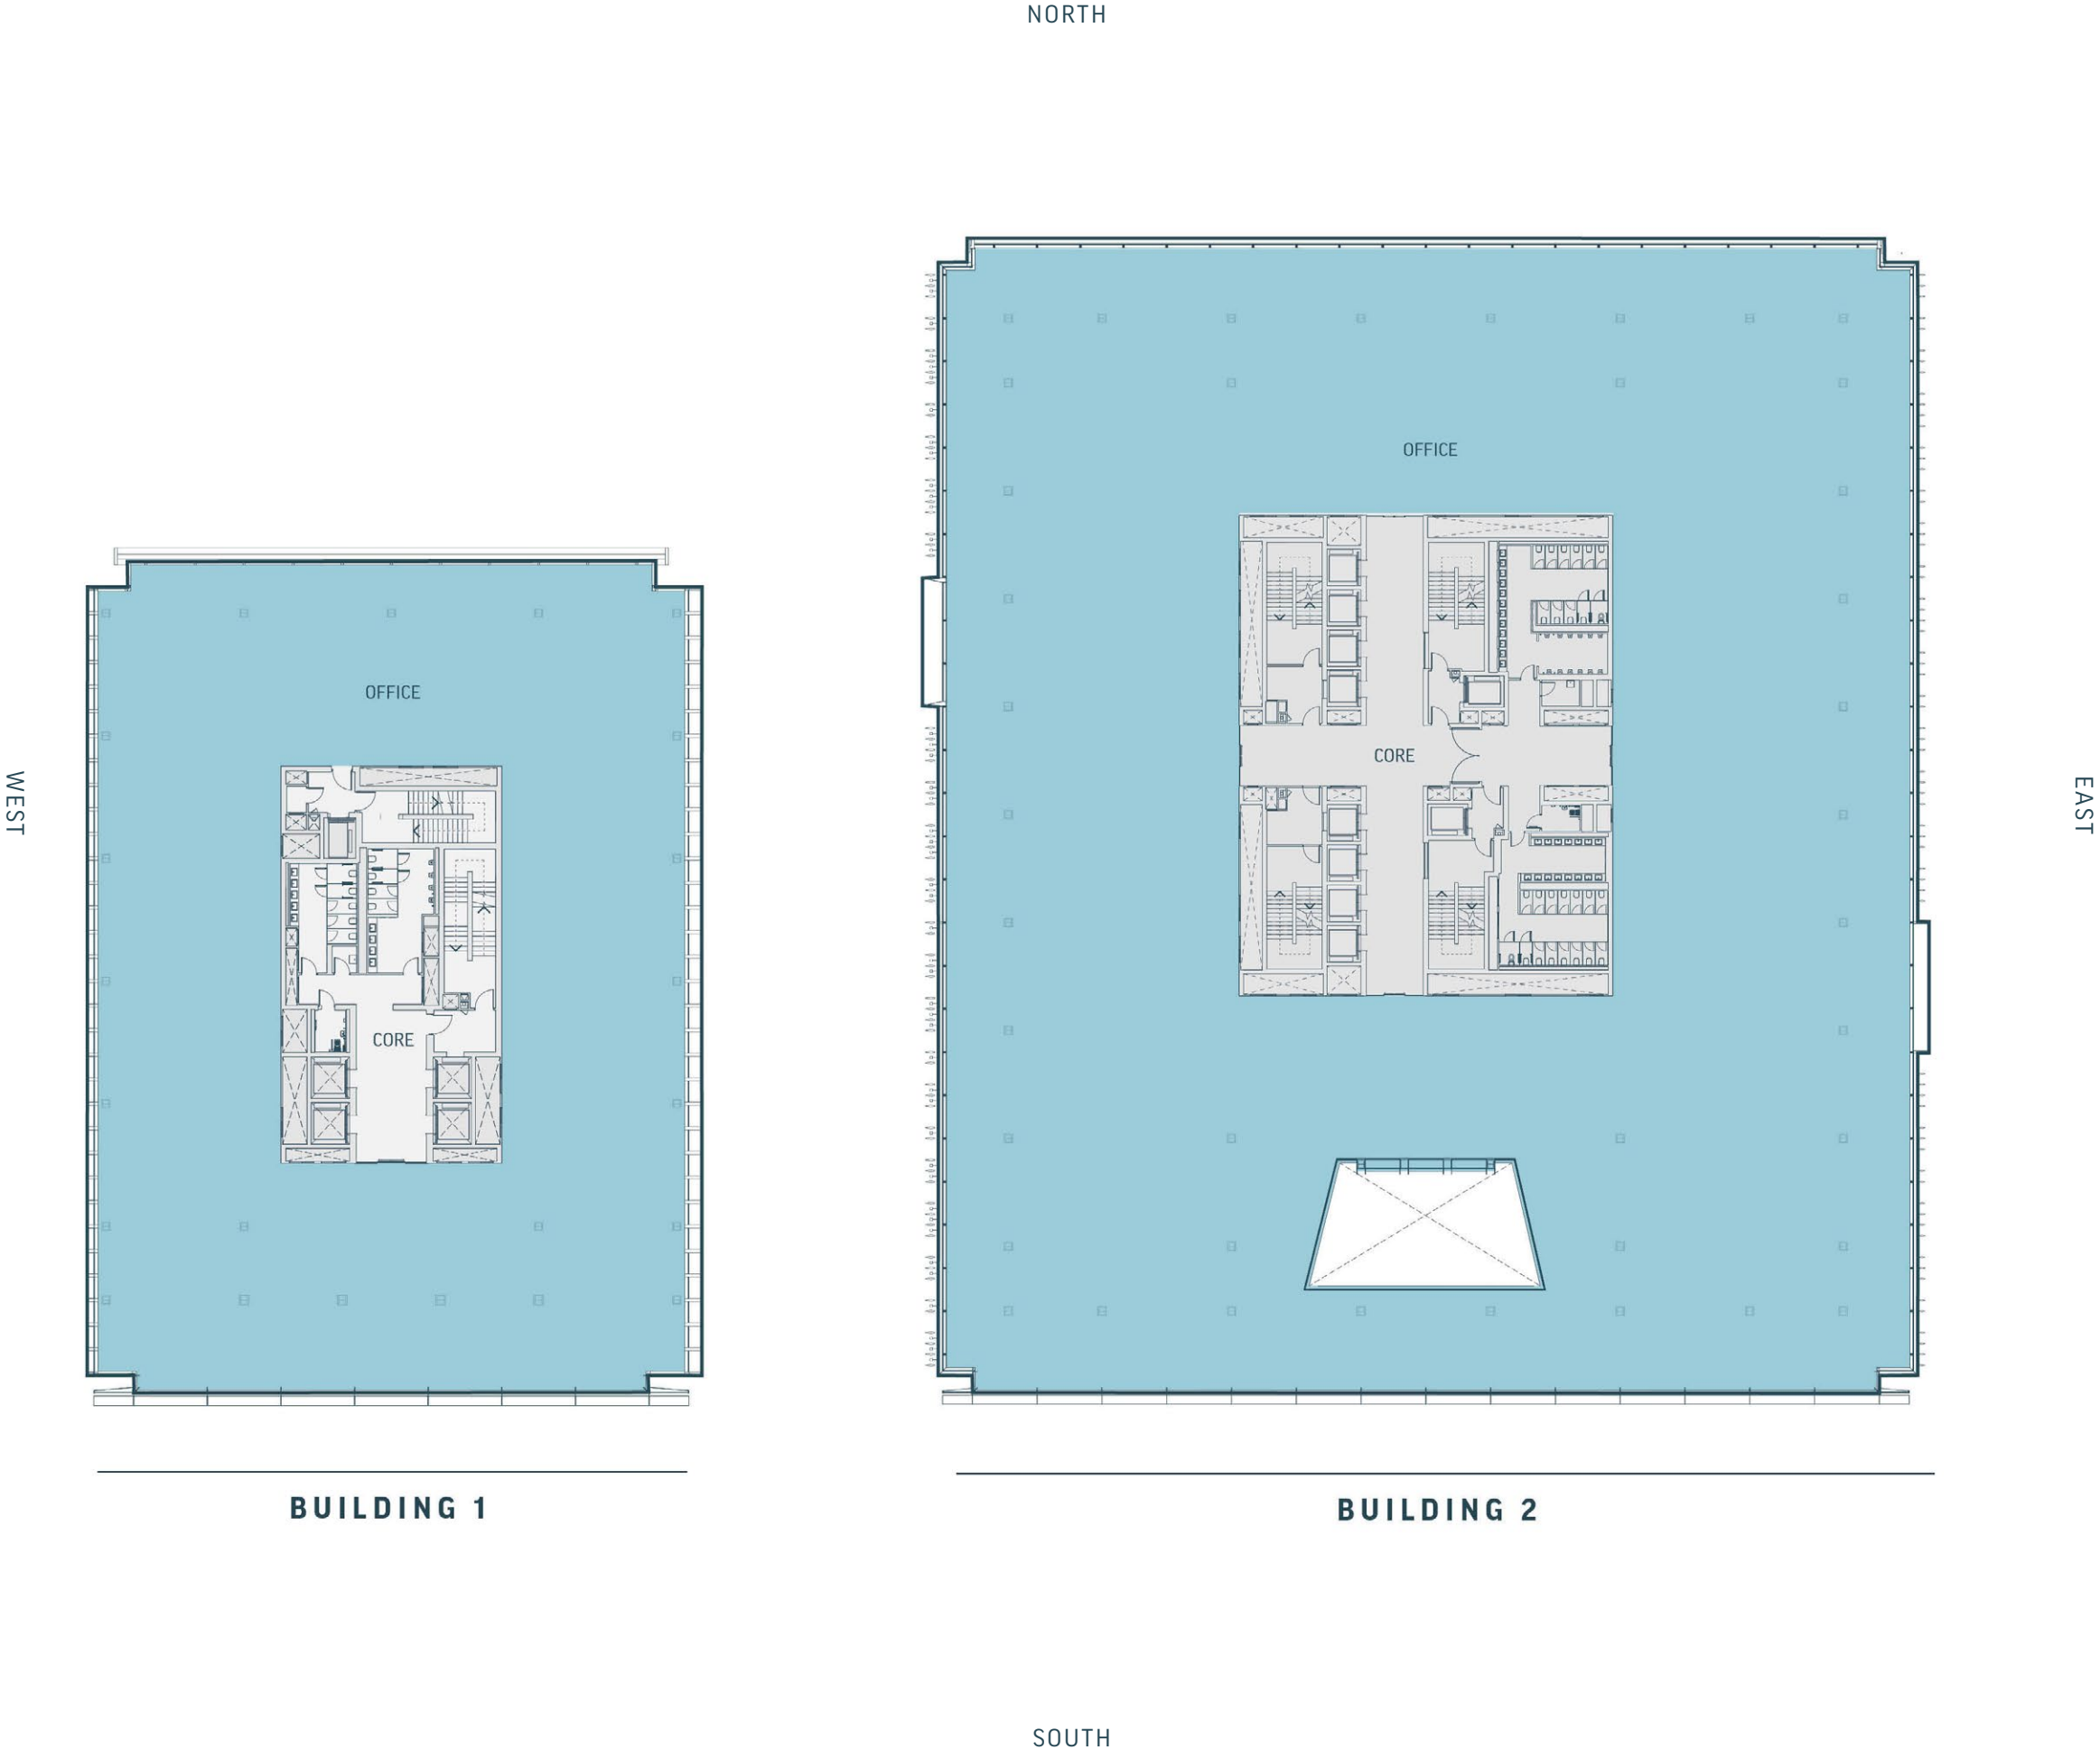 NORTH
OFFICE
OFFICE
WEST
CORE
EAST
CORE
BUILDING 1
BUILDING 2
SOUTH